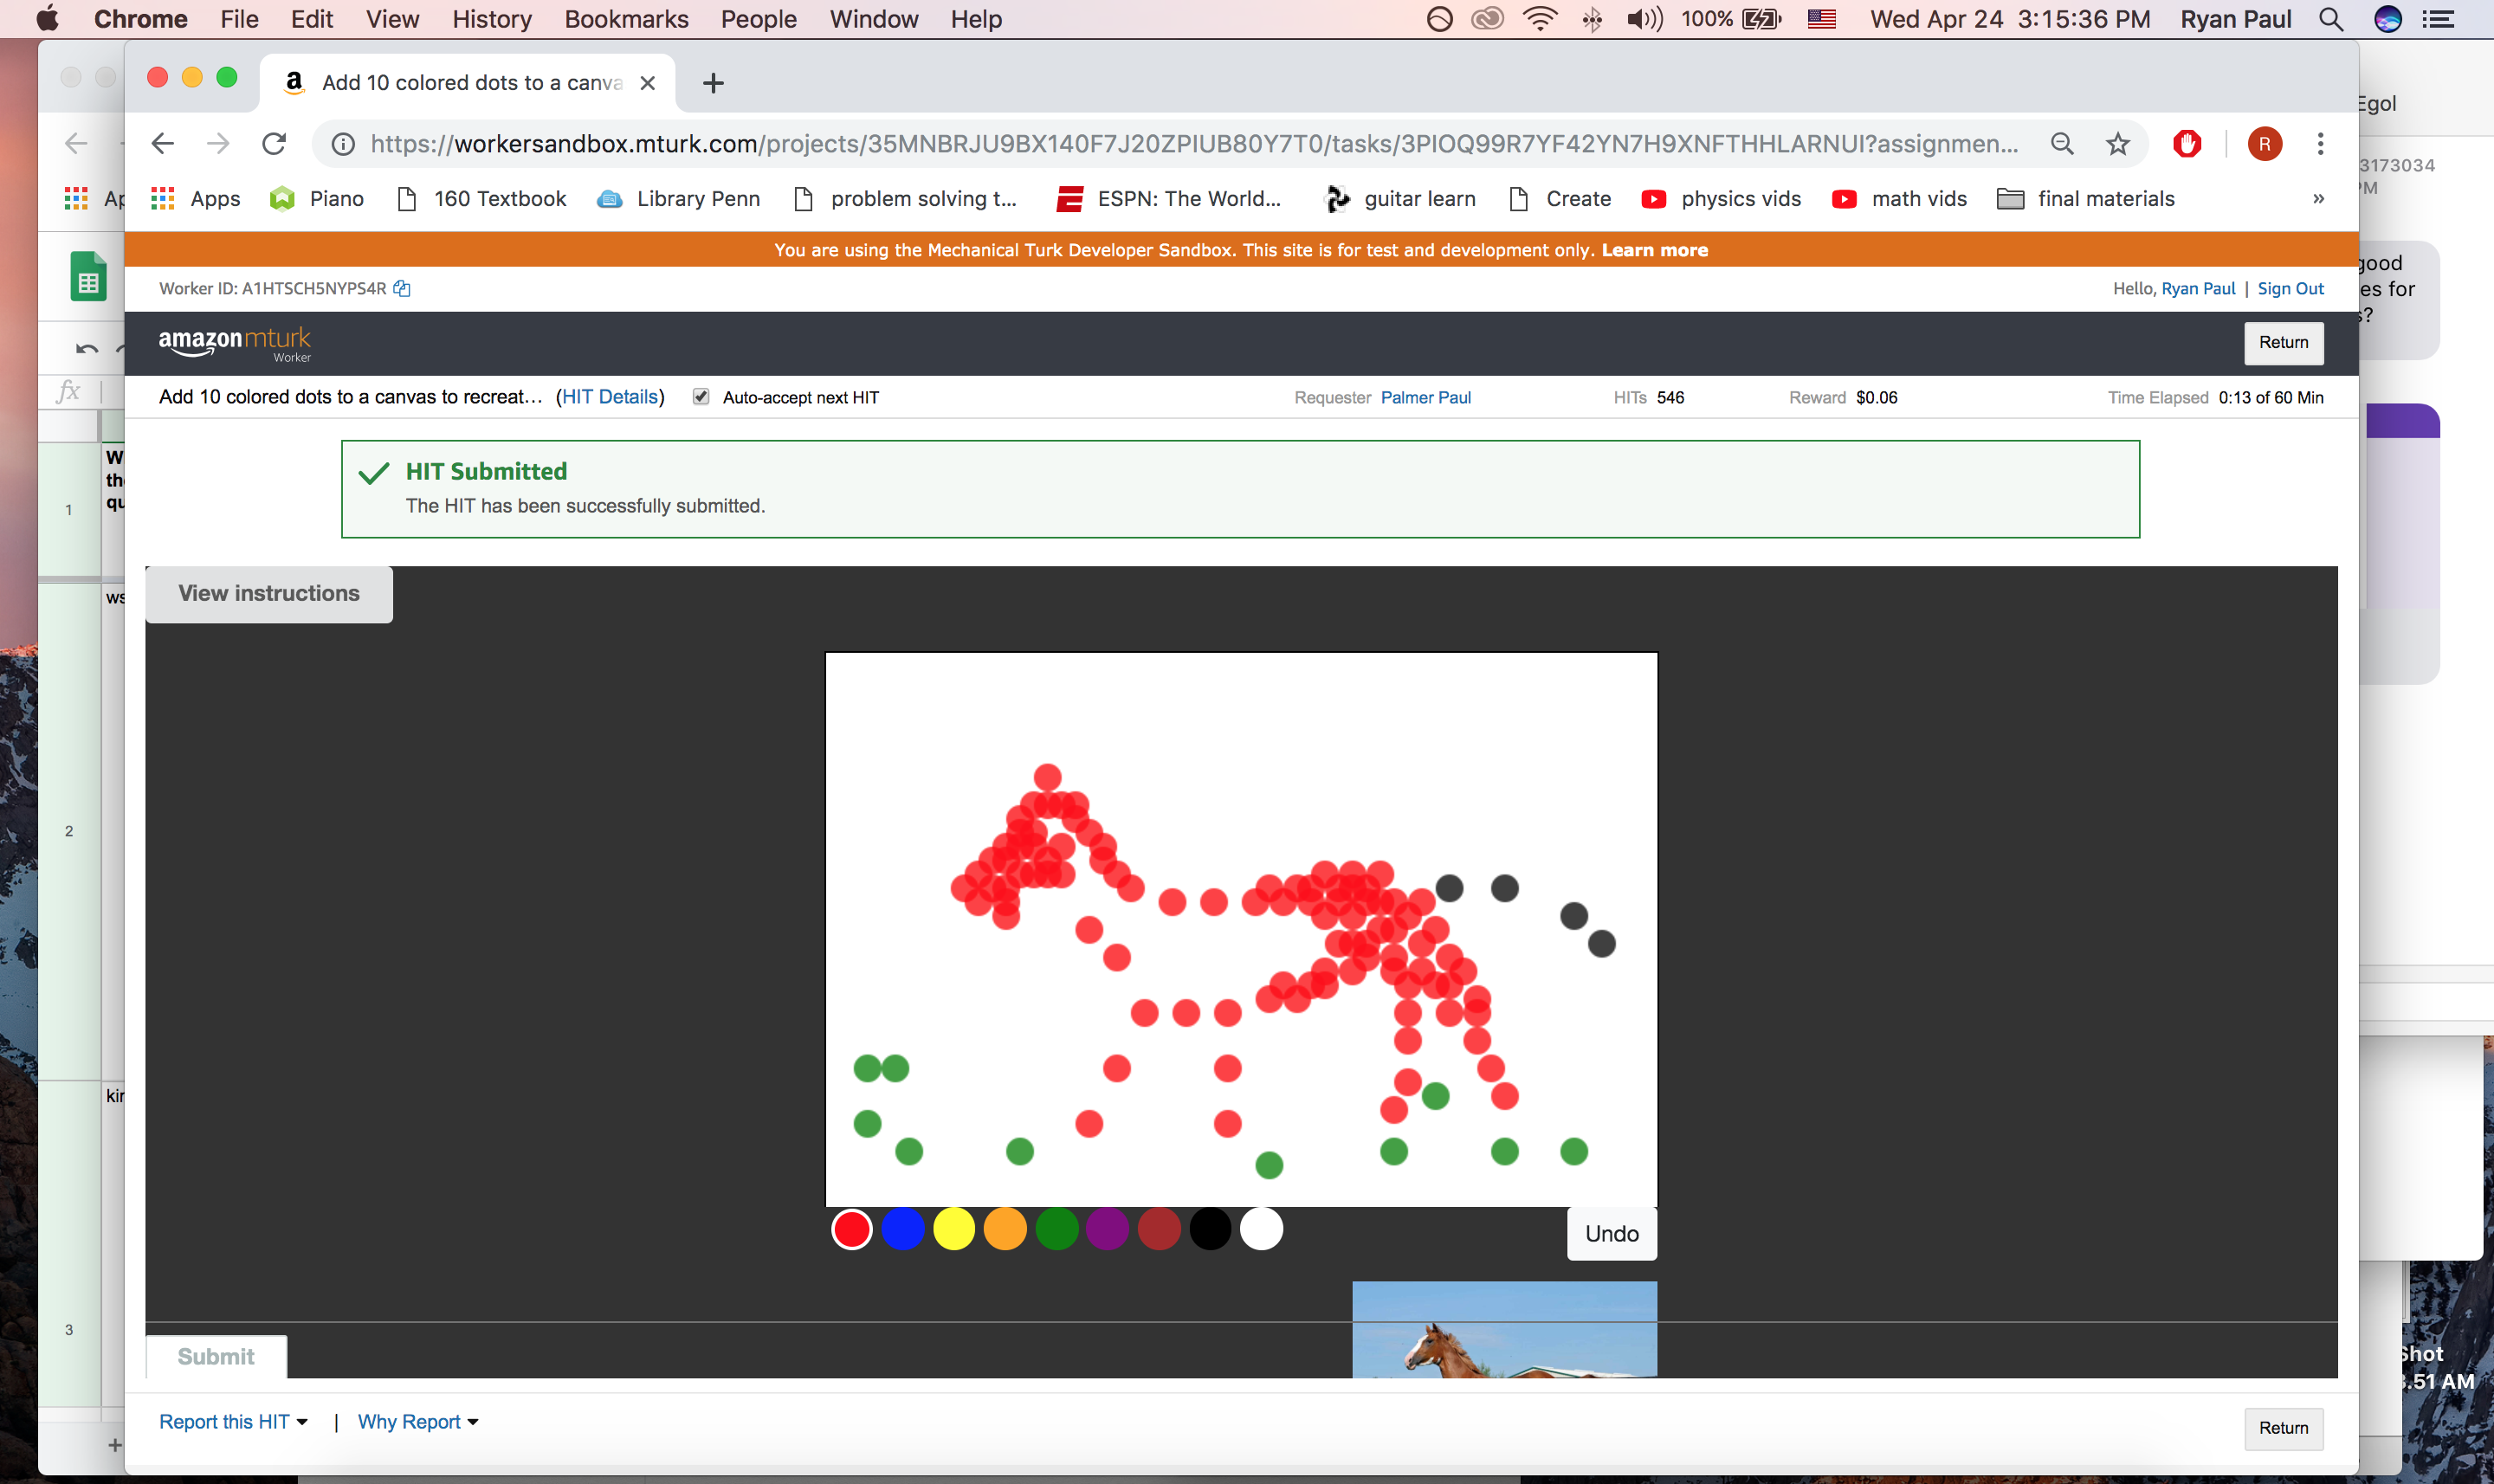 Chrome File Edit View History Bookmarks People Window Help 100% Wed Apr 24 3:15:36 PM Ryan Paul
Add 10 colored dots to a canva
https://workersandbox.mturk.com/projects/35MNBRJU9BX140F7J20ZPIUB80Y7T0/tasks/3PIOQ99R7YF42YN7H9XNFTHHLARNUI?assignmen... R
Apps Piano 160 Textbook Library Penn problem solving t... ESPN: The World... guitar learn Create physics vids math vids final materials »
You are using the Mechanical Turk Developer Sandbox. This site is for test and development only. Learn more
Worker ID: A1HTSCH5NYPS4R Hello, Ryan Paul | Sign Out
amazon mturk
Worker
Return
Add 10 colored dots to a canvas to recreat... (HIT Details) Auto-accept next HIT Requester Palmer Paul HITs 546 Reward $0.06 Time Elapsed 0:13 of 60 Min
HIT Submitted
The HIT has been successfully submitted.
View instructions
Undo
Submit
Report this HIT | Why Report
Return
fx
1
2
3
Egol
3173034
PM
good
es for
s?
Shot
.51 AM